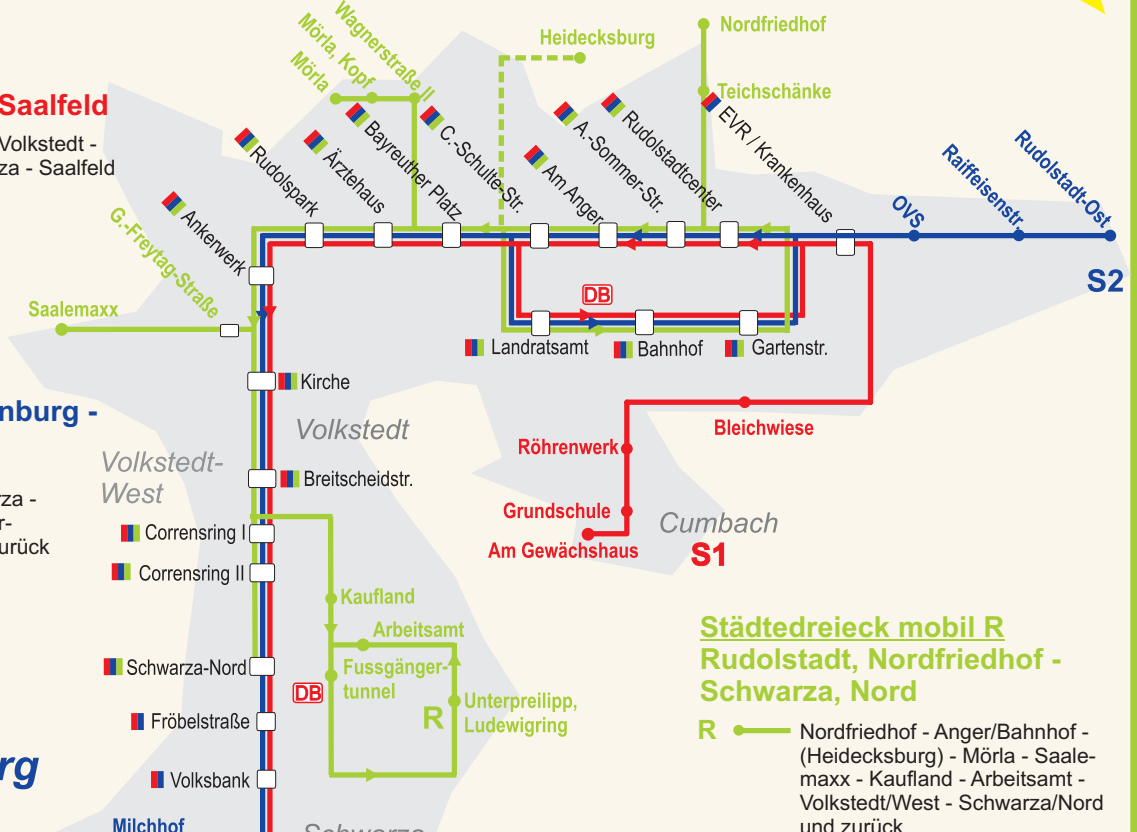 Nordfriedhof
Heidecksburg
Wagnerstraße II
Mörla, Kopf
Mörla
Teichschänke
Saalfeld
Volkstedt -
za - Saalfeld
EVR / Krankenhaus
Rudolstadtcenter
A.-Sommer-Str.
Am Anger
C.-Schulte-Str.
Bayreuther Platz
Ärztehaus
Rudolspark
Ankerwerk
G.-Freytag-Straße
Saalemaxx
OVS
Raiffeisenstr.
Rudolstadt-Ost
S2
DB
Landratsamt
Bahnhof
Gartenstr.
Kirche
nburg -
Volkstedt
Bleichwiese
Röhrenwerk
Volkstedt-
West
Breitscheidstr.
rza -
r-
urück
Grundschule
Am Gewächshaus
Cumbach
S1
Corrensring I
Corrensring II
Kaufland
Arbeitsamt
Schwarza-Nord
Fussgänger-
tunnel
DB
Unterpreilipp,
Ludewigring
R
Fröbelstraße
Volksbank
rg
Milchhof
Schwarza
Städtedreieck mobil R
Rudolstadt, Nordfriedhof -
Schwarza, Nord
R
Nordfriedhof - Anger/Bahnhof -
(Heidecksburg) - Mörla - Saale-
maxx - Kaufland - Arbeitsamt -
Volkstedt/West - Schwarza/Nord
und zurück